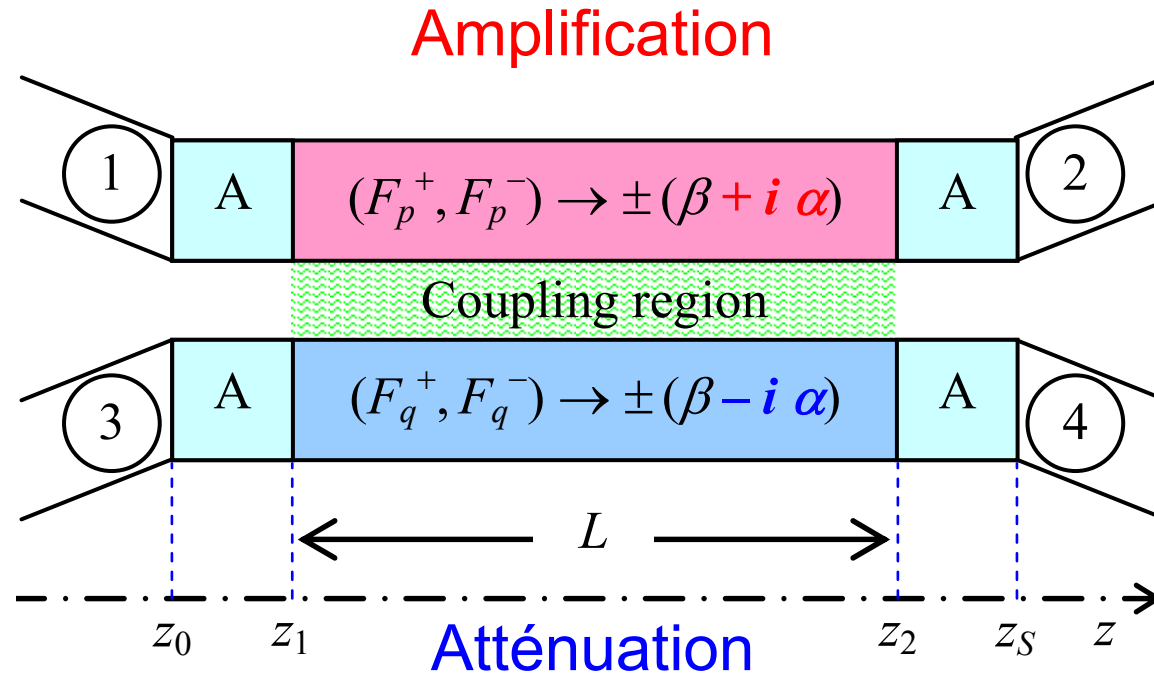 Amplification
1 A (F_p^+, F_p^-) → ± (β + i α) A 2
Coupling region
3 A (F_q^+, F_q^-) → ± (β − i α) A 4
L
z_0 z_1 z_2 z_S z
Atténuation